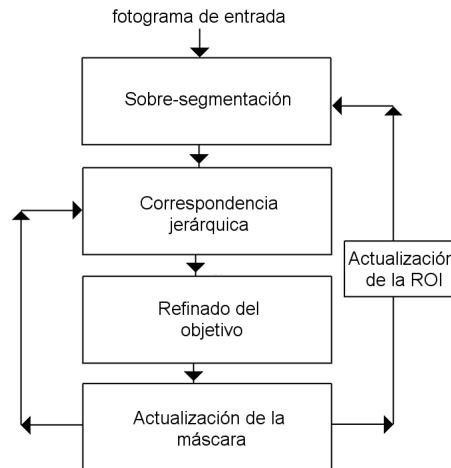 fotograma de entrada
Sobre-segmentación
Correspondencia
jerárquica
Actualización
de la ROI
Refinado del
objetivo
Actualización de la
máscara